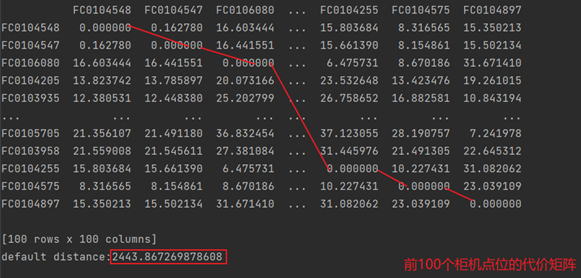 FC0104548 FC0104547 FC0106080 ... FC0104255 FC0104575 FC0104897
FC0104548 0.000000 0.162780 16.603444 ... 15.803684 8.316565 15.350213
FC0104547 0.162780 0.000000 16.441551 ... 15.661390 8.154861 15.502134
FC0106080 16.603444 16.441551 0.000000 ... 6.475731 8.670186 31.671410
FC0104205 13.823742 13.785897 20.073166 ... 23.532648 13.423476 19.261015
FC0103935 12.380531 12.448380 25.202799 ... 26.758652 16.882581 10.843194
... ... ... ... ... ... ... ...
FC0105705 21.356107 21.491180 36.832454 ... 37.123055 28.190757 7.241978
FC0103958 21.559008 21.545611 27.381084 ... 31.445976 21.491305 22.645312
FC0104255 15.803684 15.661390 6.475731 ... 0.000000 10.227431 31.082062
FC0104575 8.316565 8.154861 8.670186 ... 10.227431 0.000000 23.039109
FC0104897 15.350213 15.502134 31.671410 ... 31.082062 23.039109 0.000000
[100 rows x 100 columns]
default distance:2443.867269878608
前100个柜机点位的代价矩阵